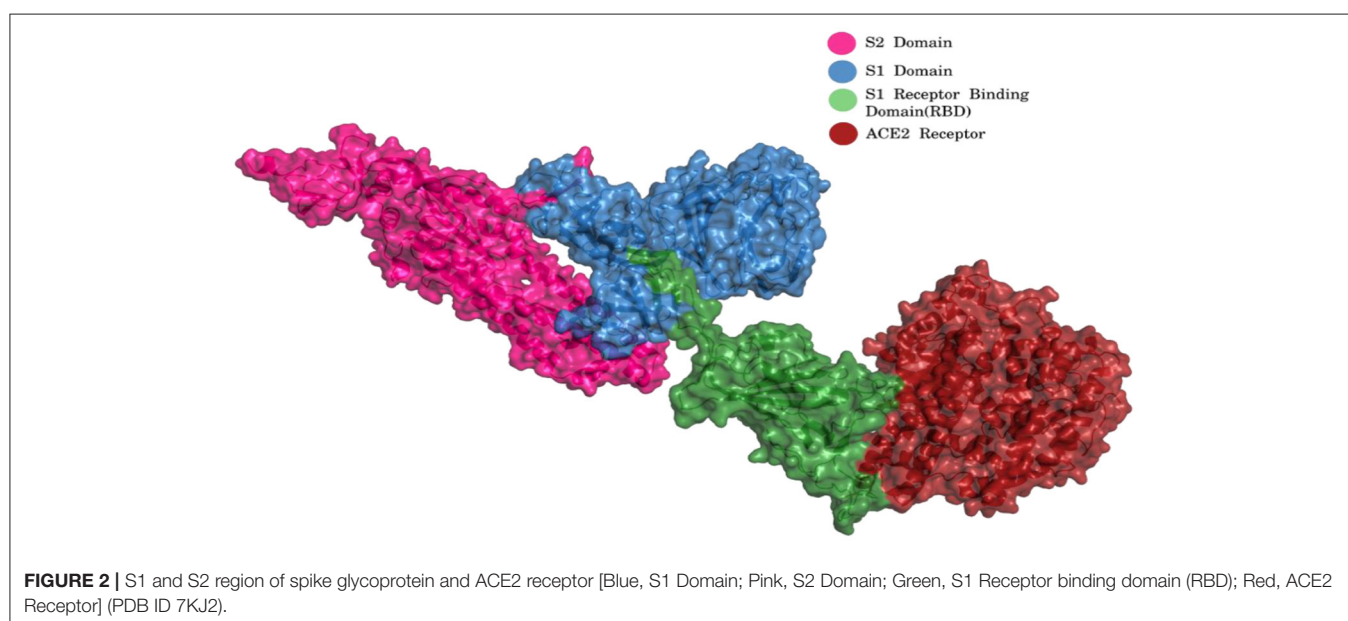 S2 Domain
S1 Domain
S1 Receptor Binding
Domain(RBD)
ACE2 Receptor
FIGURE 2 | S1 and S2 region of spike glycoprotein and ACE2 receptor [Blue, S1 Domain; Pink, S2 Domain; Green, S1 Receptor binding domain (RBD); Red, ACE2
Receptor] (PDB ID 7KJ2).